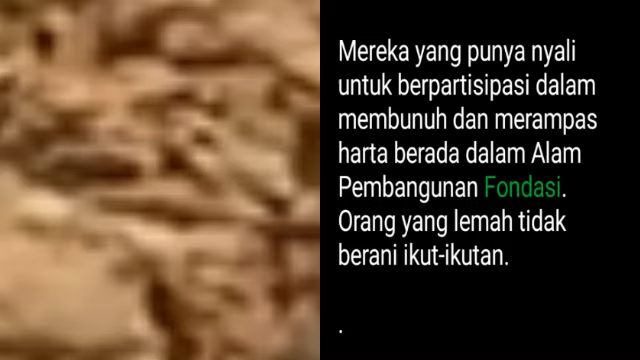 Mereka yang punya nyali
untuk berpartisipasi dalam
membunuh dan merampas
harta berada dalam Alam
Pembangunan Fondasi.
Orang yang lemah tidak
berani ikut-ikutan.
.